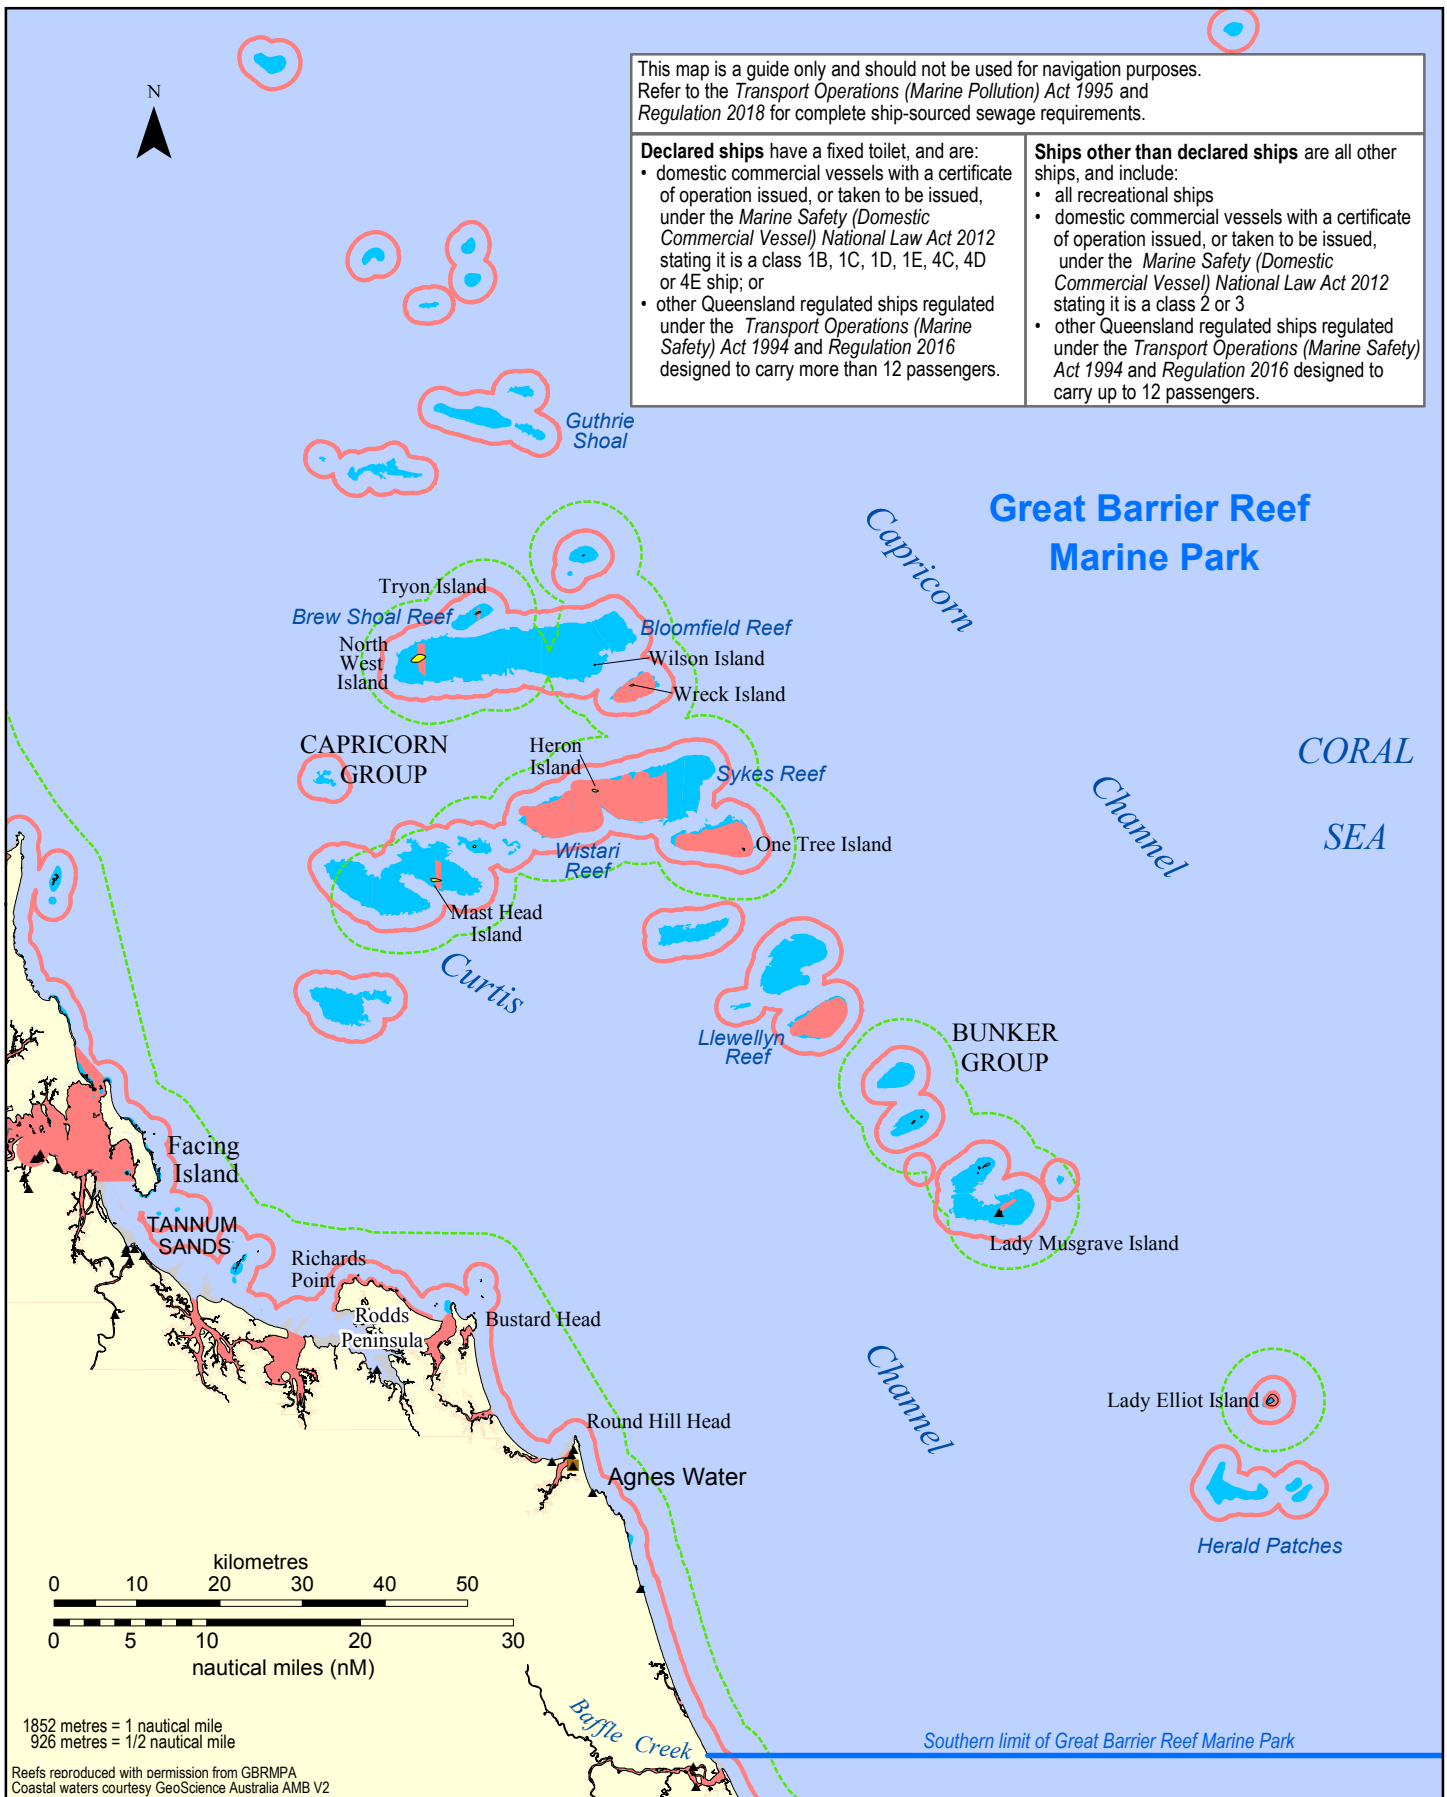 This map is a guide only and should not be used for navigation purposes.
Refer to the Transport Operations (Marine Pollution) Act 1995 and
Regulation 2018 for complete ship-sourced sewage requirements.
Declared ships have a fixed toilet, and are:
• domestic commercial vessels with a certificate
of operation issued, or taken to be issued,
under the Marine Safety (Domestic
Commercial Vessel) National Law Act 2012
stating it is a class 1B, 1C, 1D, 1E, 4C, 4D
or 4E ship; or
• other Queensland regulated ships regulated
under the Transport Operations (Marine
Safety) Act 1994 and Regulation 2016
designed to carry more than 12 passengers.
Ships other than declared ships are all other
ships, and include:
• all recreational ships
• domestic commercial vessels with a certificate
of operation issued, or taken to be issued,
under the Marine Safety (Domestic
Commercial Vessel) National Law Act 2012
stating it is a class 2 or 3
• other Queensland regulated ships regulated
under the Transport Operations (Marine Safety)
Act 1994 and Regulation 2016 designed to
carry up to 12 passengers.
N
Guthrie
Shoal
Great Barrier Reef
Marine Park
Capricorn
Channel
Tryon Island
Brew Shoal Reef
North
West
Island
Bloomfield Reef
Wilson Island
Wreck Island
CAPRICORN
GROUP
Heron
Island
Sykes Reef
CORAL
SEA
Wistari
Reef
One Tree Island
Mast Head
Island
Curtis
Channel
Llewellyn
Reef
BUNKER
GROUP
Facing
Island
TANNUM
SANDS
Richards
Point
Lady Musgrave Island
Rodds
Peninsula
Bustard Head
Lady Elliot Island
Round Hill Head
Agnes Water
Herald Patches
kilometres
0 10 20 30 40 50
0 5 10 20 30
nautical miles (nM)
Baffle Creek
1852 metres = 1 nautical mile
926 metres = 1/2 nautical mile
Southern limit of Great Barrier Reef Marine Park
Reefs reproduced with permission from GBRMPA
Coastal waters courtesy GeoScience Australia AMB V2